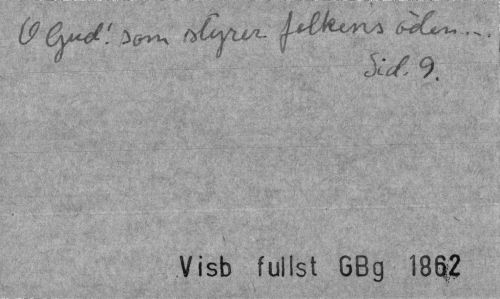 O Gud! som styrer folkens öden...
Sid. 9.
Visb fullst GBg 1862